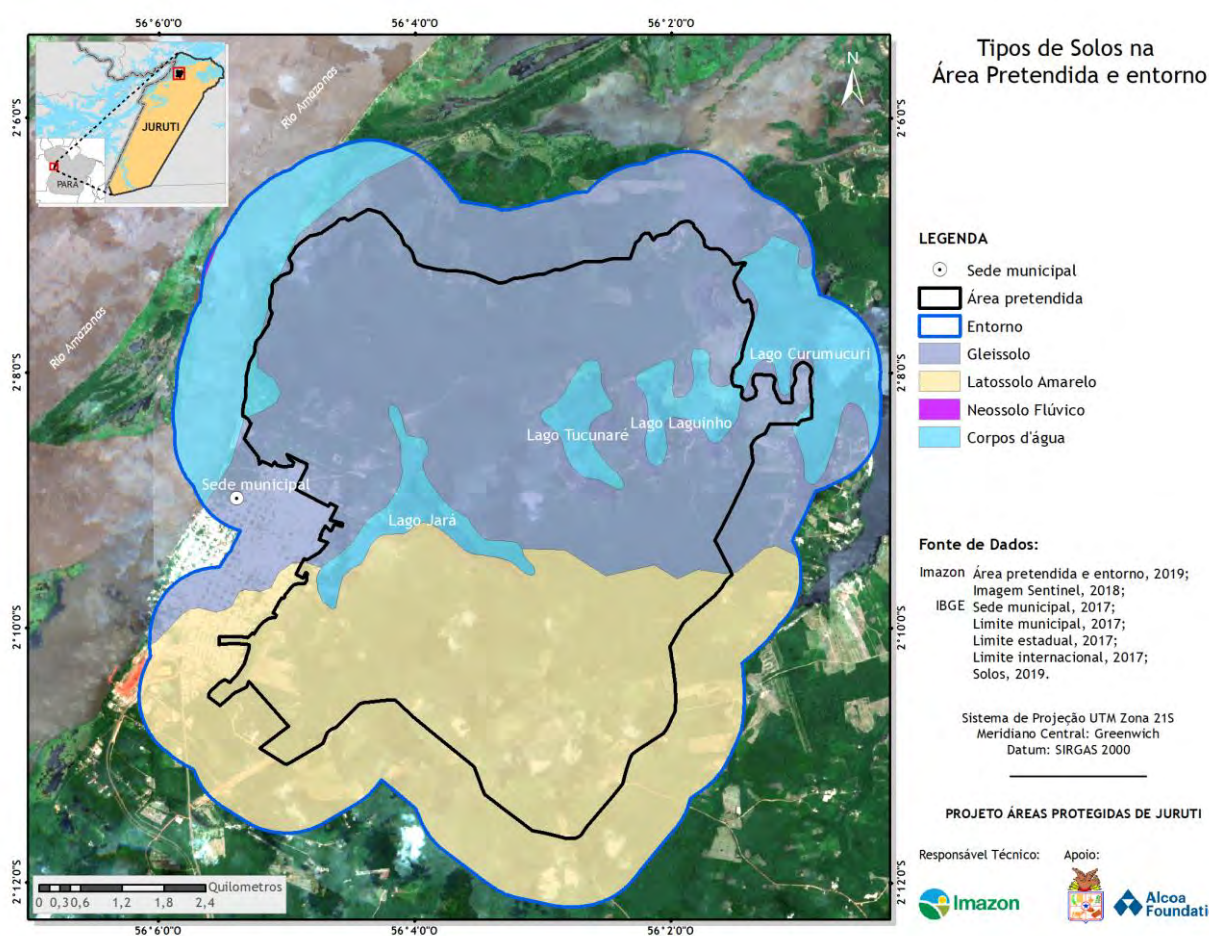 Tipos de Solos na
Área Pretendida e entorno
56°6'0"O
56°4'0"O
56°2'0"O
2°6'0"S
2°8'0"S
2°10'0"S
2°12'0"S
2°6'0"S
2°8'0"S
2°10'0"S
2°12'0"S
JURUTI
PARÁ
N
Rio Amazonas
Rio Amazonas
Lago Curumucuri
Lago Laguinho
Lago Tucunaré
Sede municipal
Lago Jará
Quilometros
0 0,3 0,6 1,2 1,8 2,4
56°6'0"O
56°4'0"O
56°2'0"O
LEGENDA
Sede municipal
Área pretendida
Entorno
Gleissolo
Latossolo Amarelo
Neossolo Flúvico
Corpos d'água
Fonte de Dados:
Imazon Área pretendida e entorno, 2019;
Imagem Sentinel, 2018;
IBGE Sede municipal, 2017;
Limite municipal, 2017;
Limite estadual, 2017;
Limite internacional, 2017;
Solos, 2019.
Sistema de Projeção UTM Zona 21S
Meridiano Central: Greenwich
Datum: SIRGAS 2000
PROJETO ÁREAS PROTEGIDAS DE JURUTI
Responsável Técnico: Apoio:
Imazon
Alcoa
Foundati